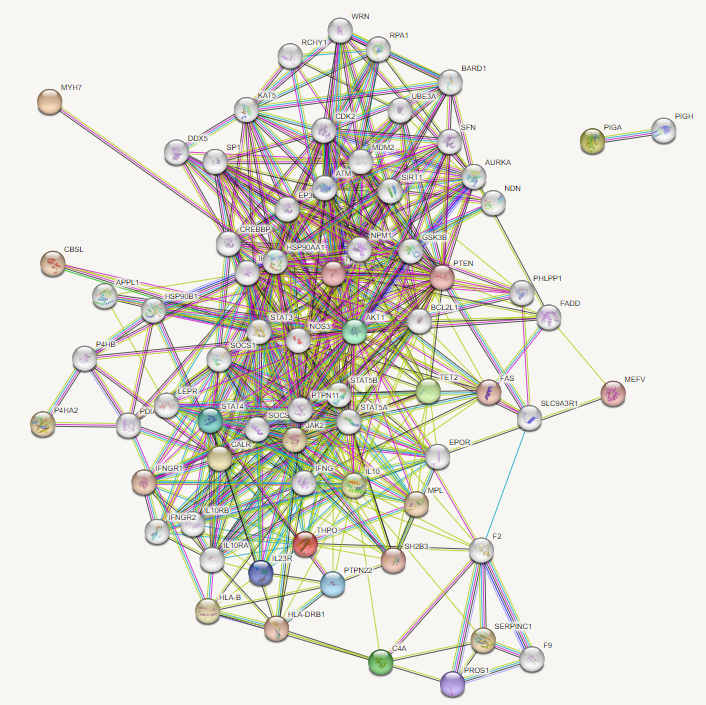 WRN
RCHY1
RPA1
BARD1
MYH7
KAT5
UBE3A
CDK2
PIGH
PIGA
SFN
DDX5
SP1
MDM2
AURKA
ATM
SIRT1
NDN
EP3
CREBBP
NPM1
GSK3B
HSP90AA1
CBSL
PTEN
APPL1
PHLPP1
HSP90B1
FADD
BCL2L1
STAT3
NOS3
AKT1
P4HB
SOCS1
STAT5B
TET2
FAS
MEFV
LEPR
PTPN11
P4HA2
PDI
STAT4
SOCS
STAT5A
SLC9A3R1
JAK2
CALR
EPOR
IFNGR1
IFNG
IL10
MPL
IL10RB
IFNGR2
THPO
F2
IL10RA
SH2B3
IL23R
PTPN22
HLA-B
HLA-DRB1
SERPINC1
C4A
F9
PROS1